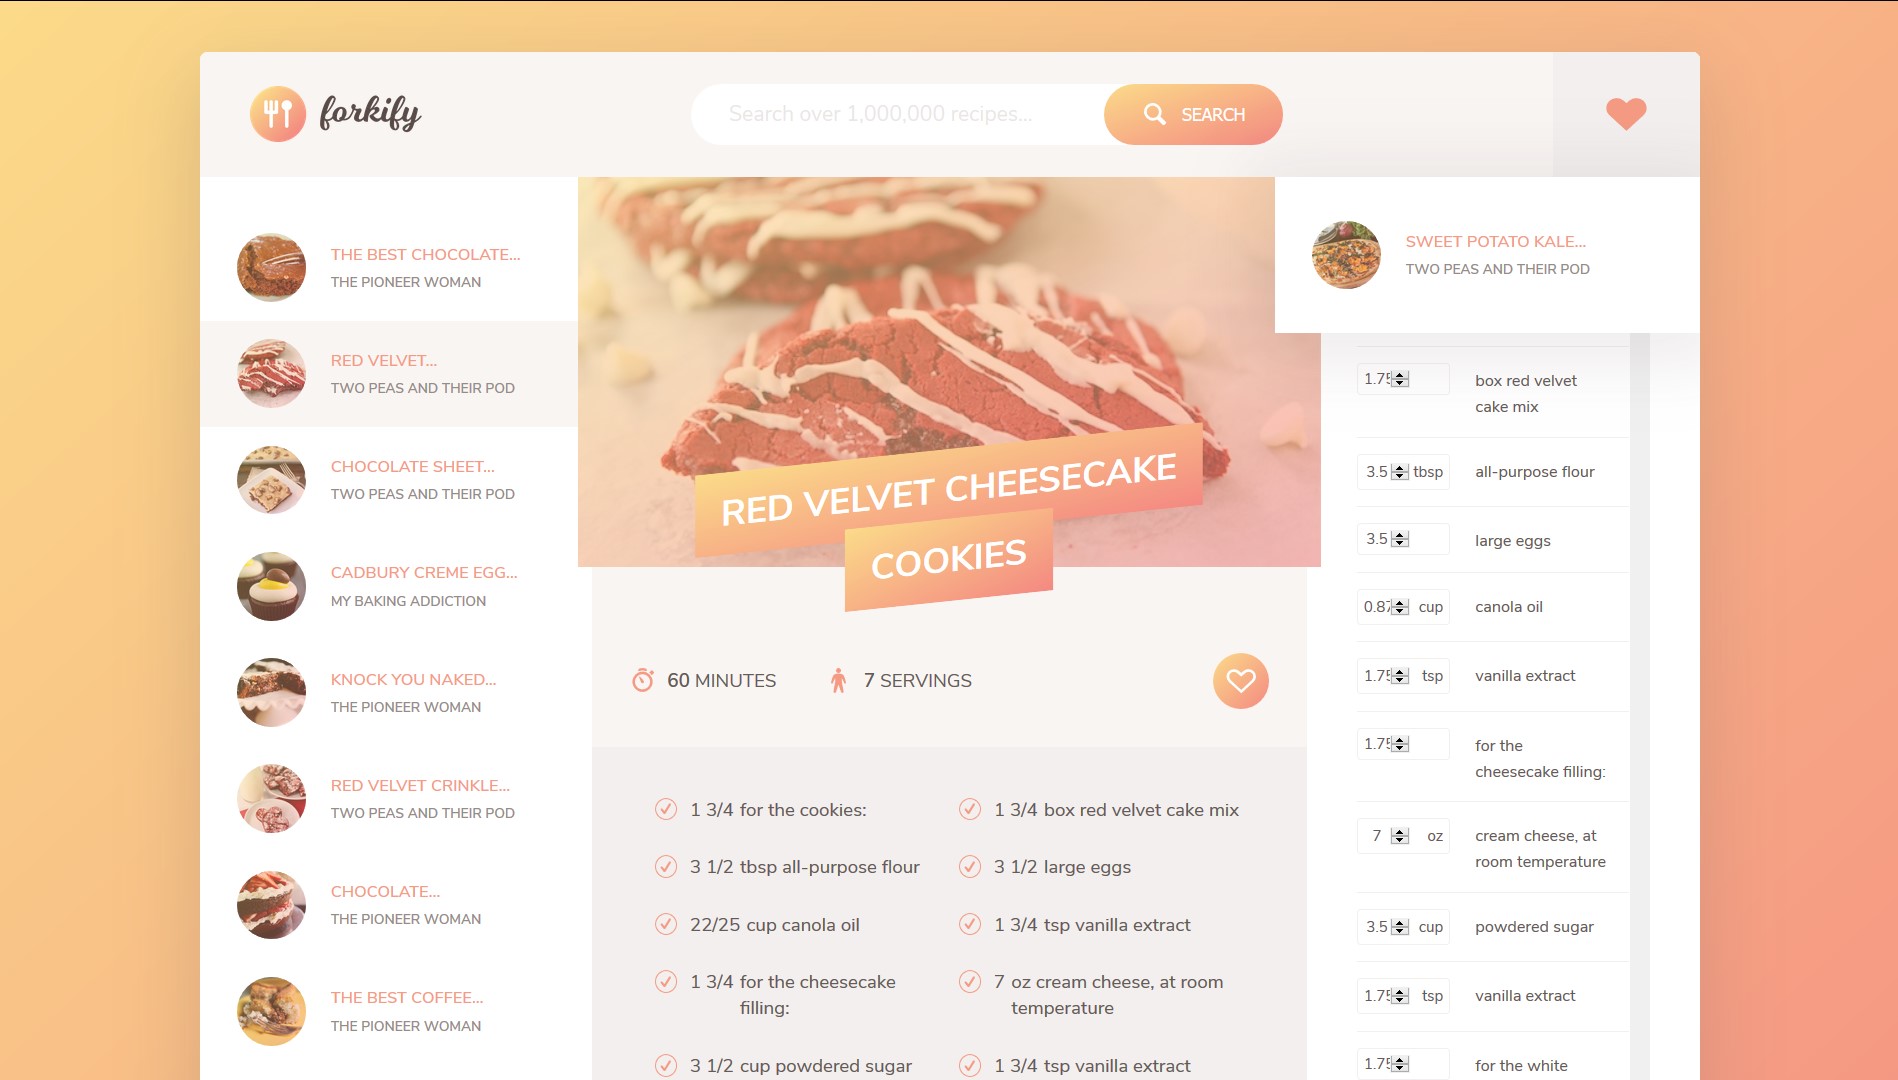 forkify
Search over 1,000,000 recipes...
SEARCH
THE BEST CHOCOLATE...
THE PIONEER WOMAN
RED VELVET...
TWO PEAS AND THEIR POD
CHOCOLATE SHEET...
TWO PEAS AND THEIR POD
CADBURY CREME EGG...
MY BAKING ADDICTION
KNOCK YOU NAKED...
THE PIONEER WOMAN
RED VELVET CRINKLE...
TWO PEAS AND THEIR POD
CHOCOLATE...
THE PIONEER WOMAN
THE BEST COFFEE...
THE PIONEER WOMAN
RED VELVET CHEESECAKE
COOKIES
60 MINUTES
7 SERVINGS
1 3/4 for the cookies:
1 3/4 box red velvet cake mix
3 1/2 tbsp all-purpose flour
3 1/2 large eggs
22/25 cup canola oil
1 3/4 tsp vanilla extract
1 3/4 for the cheesecake
filling:
7 oz cream cheese, at room
temperature
3 1/2 cup powdered sugar
1 3/4 tsp vanilla extract
SWEET POTATO KALE...
TWO PEAS AND THEIR POD
1.75 box red velvet
cake mix
3.5 tbsp all-purpose flour
3.5 large eggs
0.87 cup canola oil
1.75 tsp vanilla extract
1.75 for the
cheesecake filling:
7 oz cream cheese, at
room temperature
3.5 cup powdered sugar
1.75 tsp vanilla extract
1.75 for the white